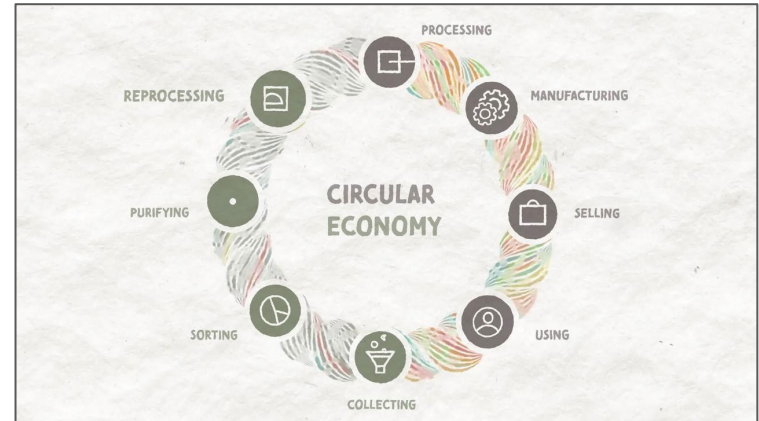 PROCESSING
MANUFACTURING
SELLING
USING
COLLECTING
SORTING
PURIFYING
REPROCESSING
CIRCULAR
ECONOMY